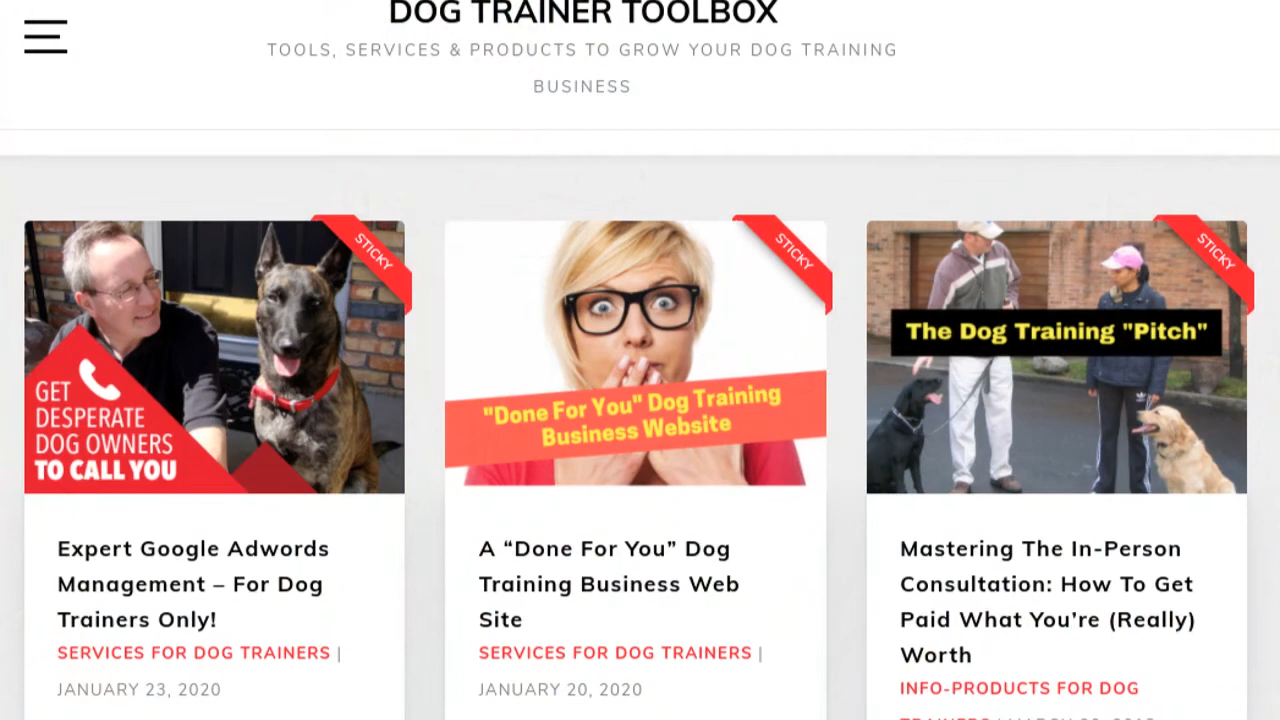 DOG TRAINER TOOLBOX
TOOLS, SERVICES & PRODUCTS TO GROW YOUR DOG TRAINING
BUSINESS
STICKY
GET
DESPERATE
DOG OWNERS
TO CALL YOU
Expert Google Adwords
Management – For Dog
Trainers Only!
SERVICES FOR DOG TRAINERS |
JANUARY 23, 2020
STICKY
"Done For You" Dog Training
Business Website
A “Done For You” Dog
Training Business Web
Site
SERVICES FOR DOG TRAINERS |
JANUARY 20, 2020
STICKY
The Dog Training "Pitch"
Mastering The In-Person
Consultation: How To Get
Paid What You’re (Really)
Worth
INFO-PRODUCTS FOR DOG
TRAINERS |